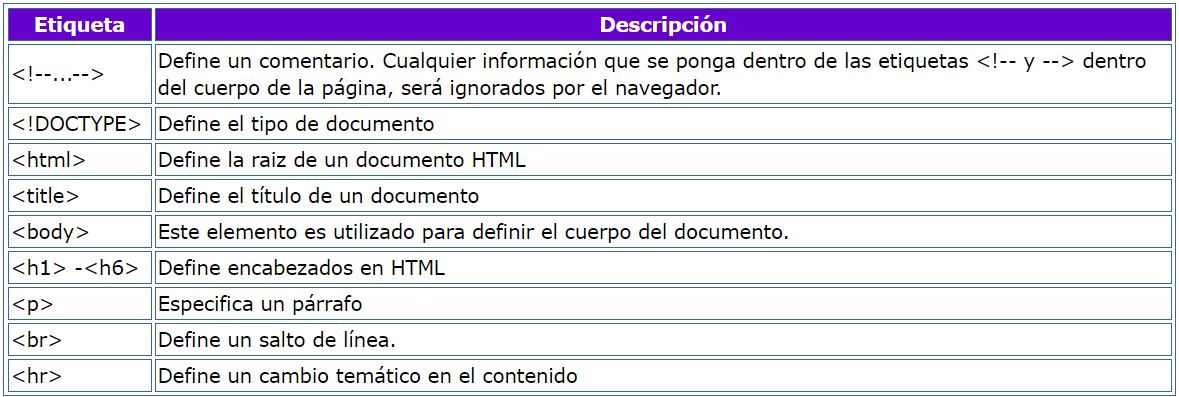 Etiqueta Descripción
<!--...--> Define un comentario. Cualquier información que se ponga dentro de las etiquetas <!-- y --> dentro
del cuerpo de la página, será ignorados por el navegador.
<!DOCTYPE> Define el tipo de documento
<html> Define la raiz de un documento HTML
<title> Define el título de un documento
<body> Este elemento es utilizado para definir el cuerpo del documento.
<h1> -<h6> Define encabezados en HTML
<p> Especifica un párrafo
<br> Define un salto de línea.
<hr> Define un cambio temático en el contenido